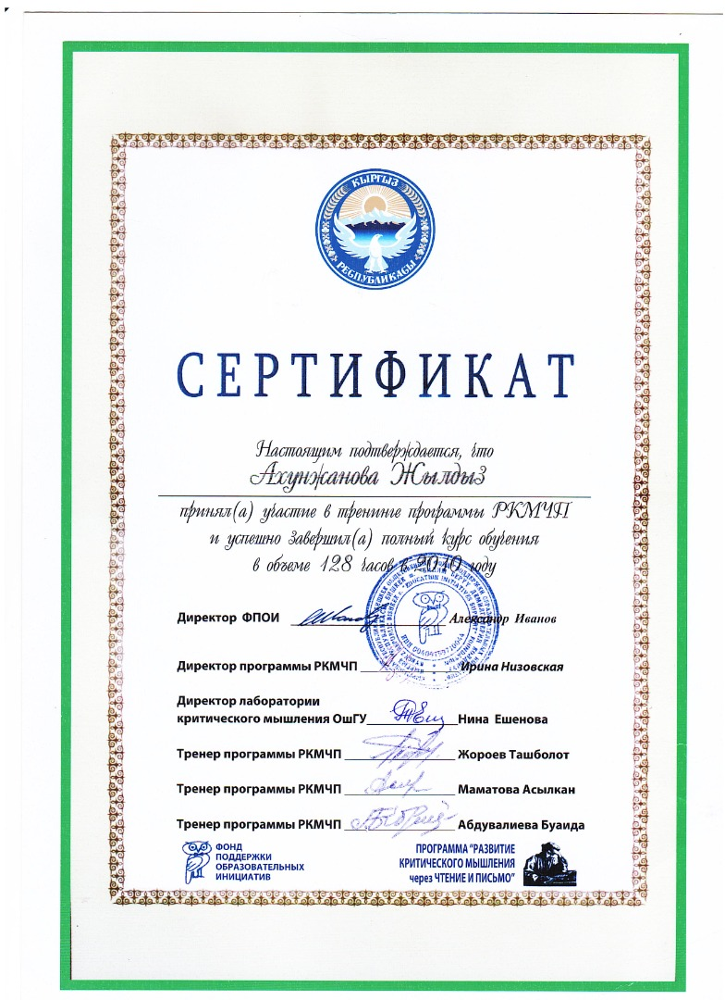 КЫРГЫЗ
РЕСПУБЛИКАСЫ
СЕРТИФИКАТ
Настоящим подтверждается, что
Ахунжанова Жылдыз
принял(а) участие в тренинге программы РКМЧП
и успешно завершил(а) полный курс обучения
в объеме 128 часов в 2010 году
Директор ФПОИ Александр Иванов
Директор программы РКМЧП Ирина Низовская
Директор лаборатории
критического мышления ОшГУ Нина Ешенова
Тренер программы РКМЧП Жороев Ташболот
Тренер программы РКМЧП Маматова Асылкан
Тренер программы РКМЧП Абдувалиева Буаида
ФОНД
ПОДДЕРЖКИ
ОБРАЗОВАТЕЛЬНЫХ
ИНИЦИАТИВ
ПРОГРАММА "РАЗВИТИЕ
КРИТИЧЕСКОГО МЫШЛЕНИЯ
через ЧТЕНИЕ И ПИСЬМО"